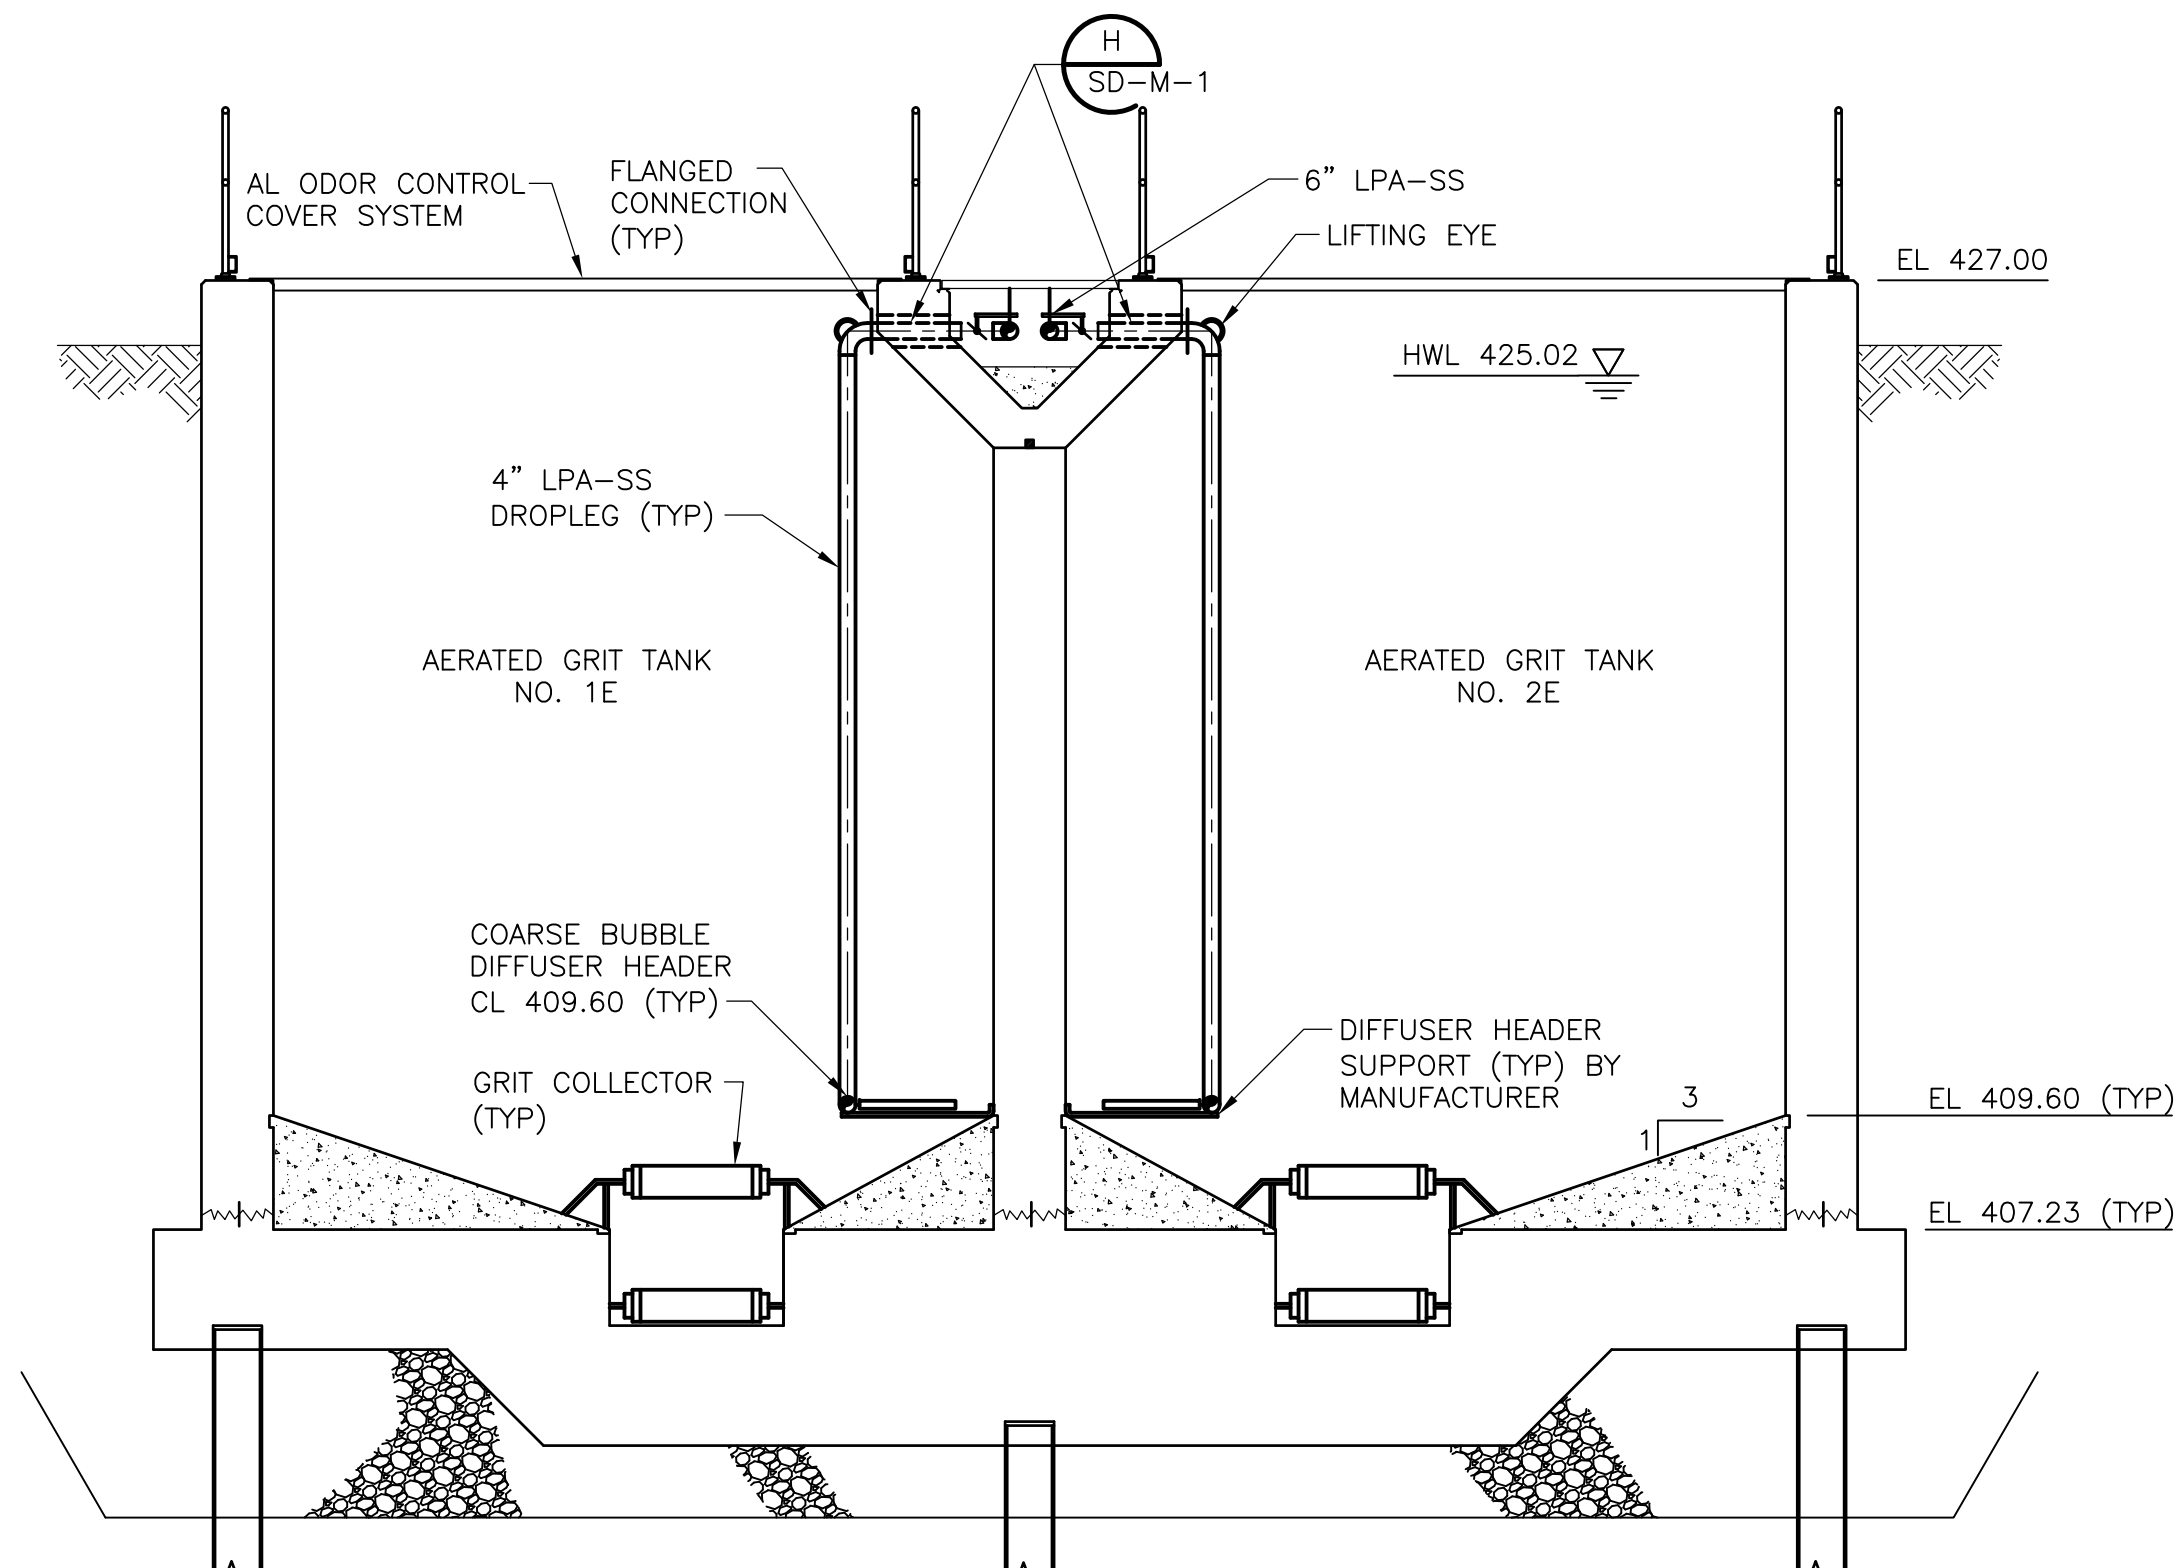 H
SD-M-1
AL ODOR CONTROL
COVER SYSTEM
FLANGED
CONNECTION
(TYP)
6" LPA-SS
LIFTING EYE
EL 427.00
HWL 425.02
4" LPA-SS
DROPLEG (TYP)
AERATED GRIT TANK
NO. 1E
AERATED GRIT TANK
NO. 2E
COARSE BUBBLE
DIFFUSER HEADER
CL 409.60 (TYP)
GRIT COLLECTOR
(TYP)
DIFFUSER HEADER
SUPPORT (TYP) BY
MANUFACTURER
3
1
EL 409.60 (TYP)
EL 407.23 (TYP)